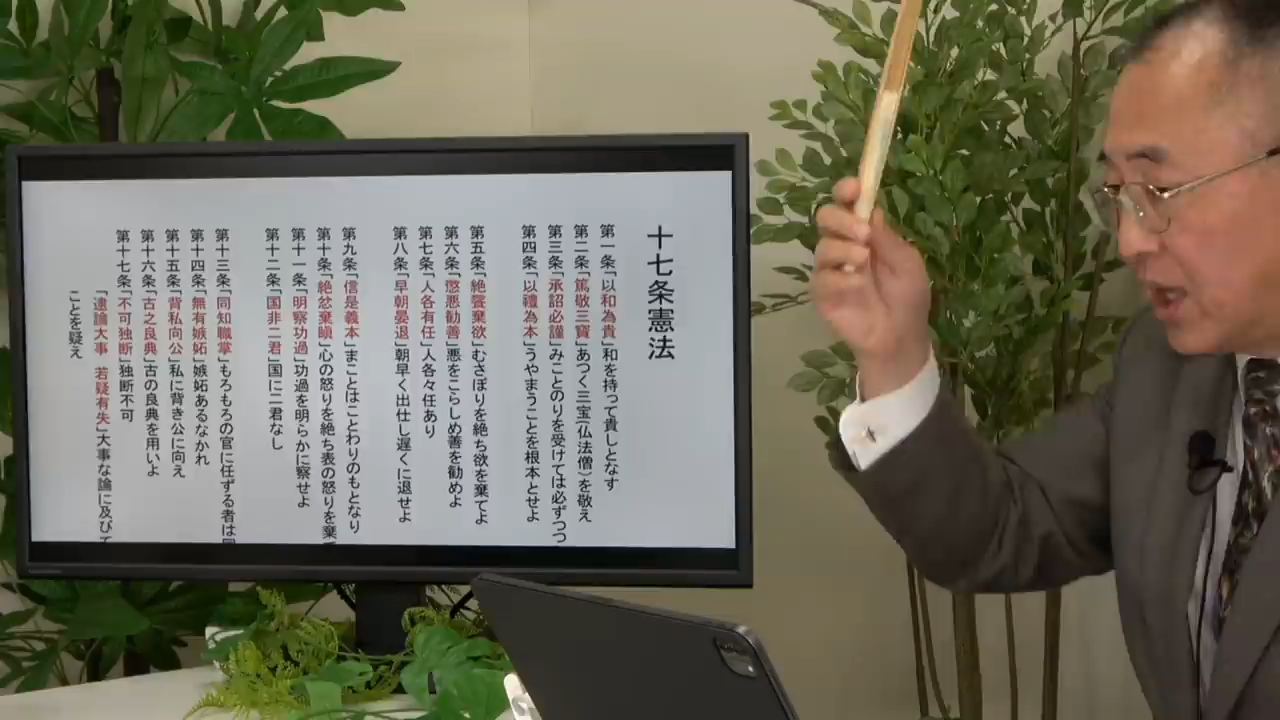 十七条憲法
第一条「以和為貴」和を持って貴しとなす
第二条「篤敬三寶」あつく三宝(仏法僧)を敬え
第三条「承詔必謹」みことのりを受けては必ずつつ
第四条「以禮為本」うやまうことを根本とせよ
第五条「絶饗棄欲」むさぼりを絶ち欲を棄てよ
第六条「懲悪勧善」悪をこらしめ善を勧めよ
第七条「人各有任」人各々任あり
第八条「早朝晏退」朝早く出仕し遅くに退せよ
第九条「信是義本」まことはことわりのもとなり
第十条「絶忿棄瞋」心の怒りを絶ち表の怒りを棄て
第十一条「明察功過」功過を明らかに察せよ
第十二条「国非二君」国に二君なし
第十三条「同知職掌」もろもろの官に任ずる者は同
第十四条「無有嫉妬」嫉妬あるなかれ
第十五条「背私向公」私に背き公に向え
第十六条「古之良典」古の良典を用いよ
第十七条「不可独断」独断不可
「逮論大事 若疑有失」大事な論に及びて
ことを疑え